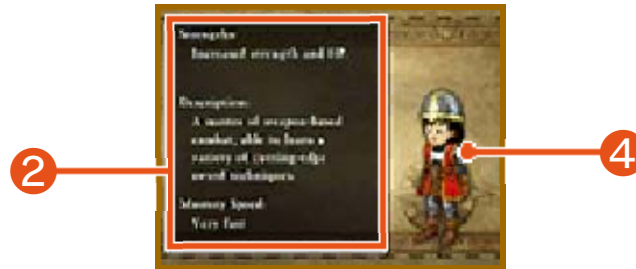 Strengths:
Increased strength and HP
Description:
A master of weapon-based
combat, able to learn a
variety of cutting-edge
sword techniques.
Mastery Speed:
Very fast
2
4